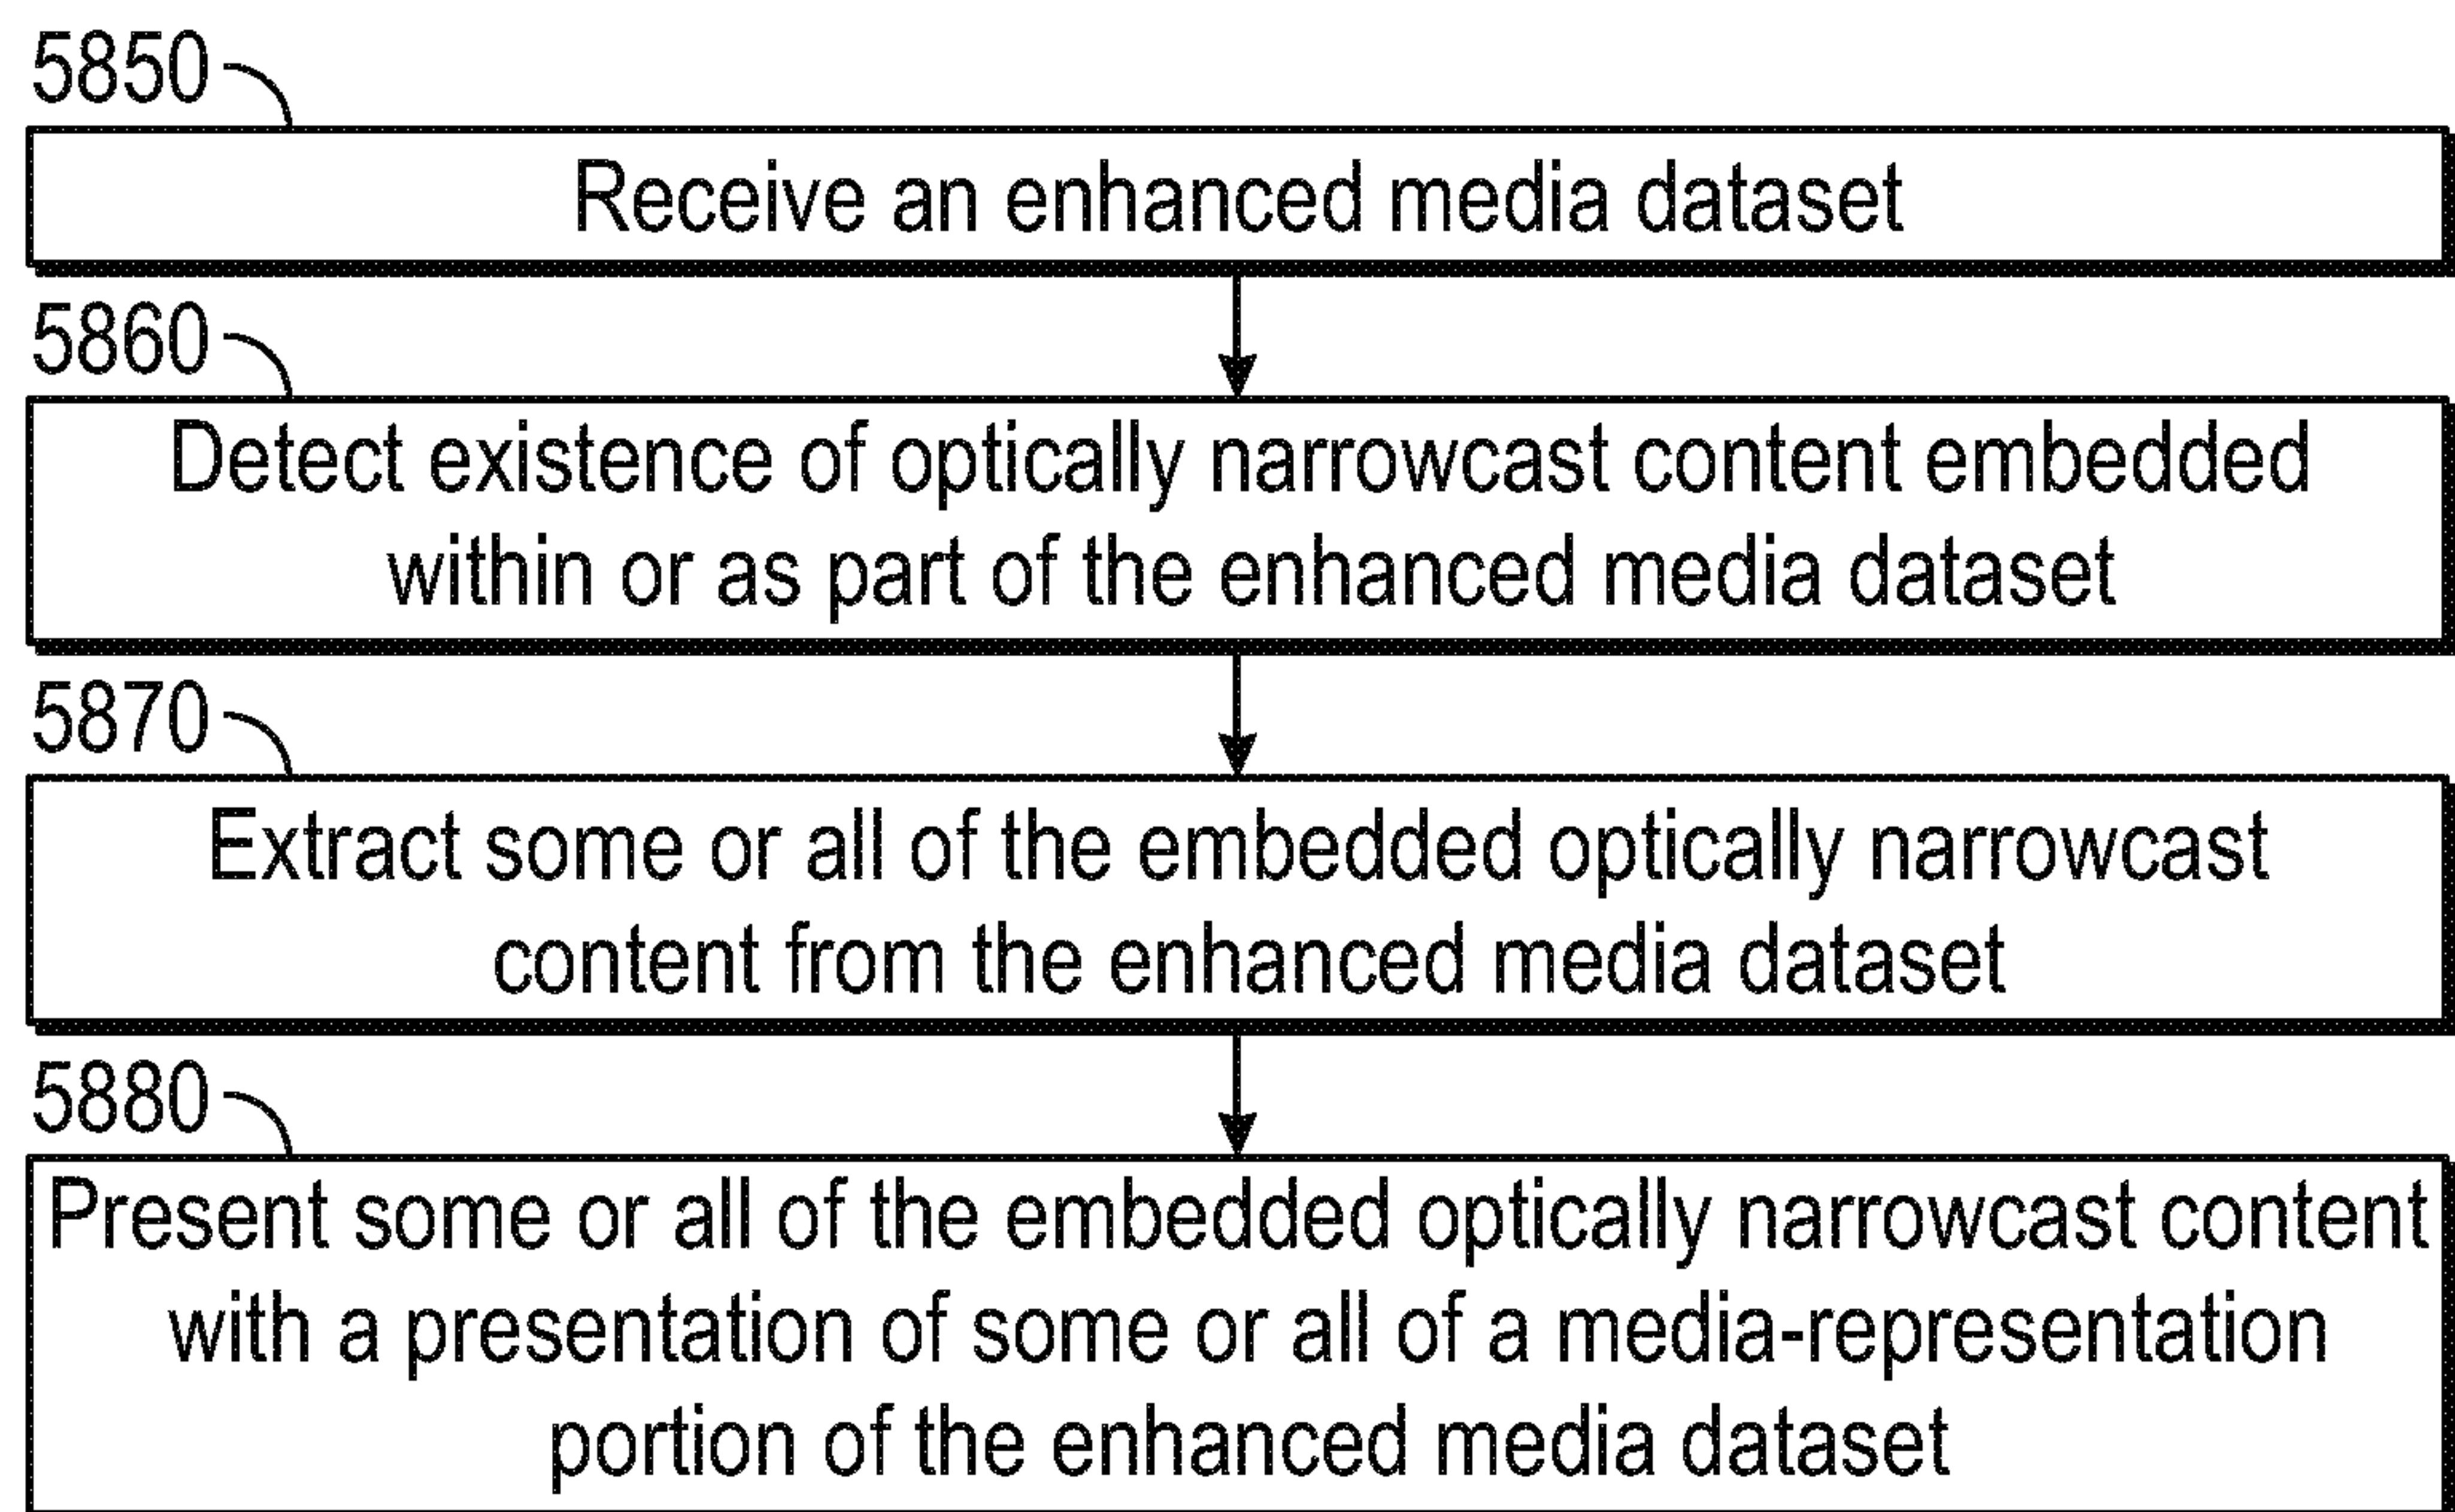 5850
Receive an enhanced media dataset
5860
Detect existence of optically narrowcast content embedded
within or as part of the enhanced media dataset
5870
Extract some or all of the embedded optically narrowcast
content from the enhanced media dataset
5880
Present some or all of the embedded optically narrowcast content
with a presentation of some or all of a media-representation
portion of the enhanced media dataset